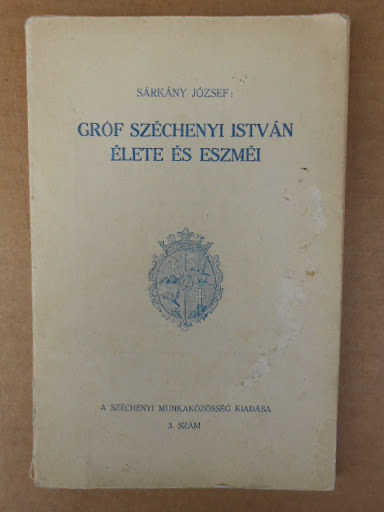 SÁRKÁNY JÓZSEF:
GRÓF SZÉCHENYI ISTVÁN
ÉLETE ÉS ESZMÉI
A SZÉCHENYI MUNKAKÖZÖSSÉG KIADÁSA
3. SZÁM